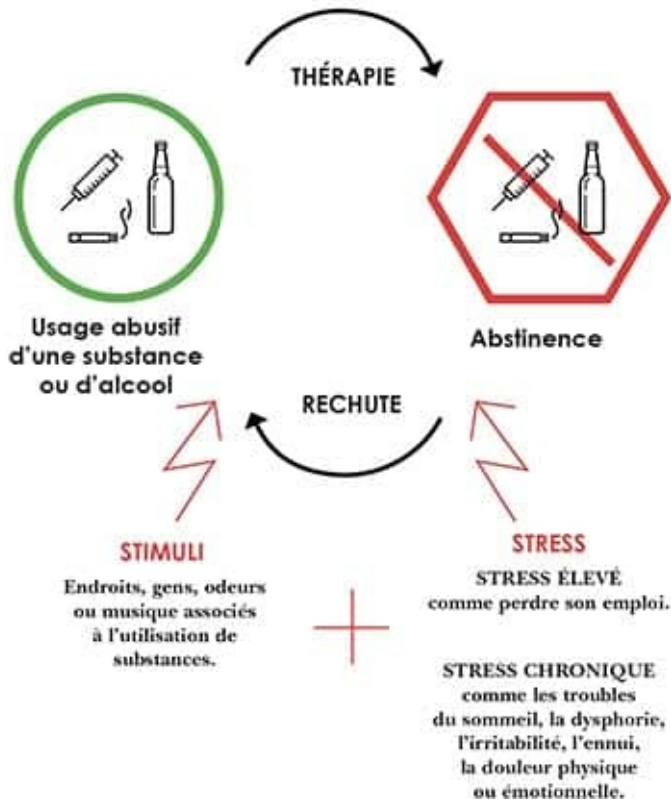 THÉRAPIE
Usage abusif
d'une substance
ou d'alcool
Abstinence
RECHUTE
STIMULI
Endroits, gens, odeurs
ou musique associés
à l'utilisation de
substances.
STRESS
STRESS ÉLEVÉ
comme perdre son emploi.
STRESS CHRONIQUE
comme les troubles
du sommeil, la dysphorie,
l'irritabilité, l'ennui,
la douleur physique
ou émotionnelle.